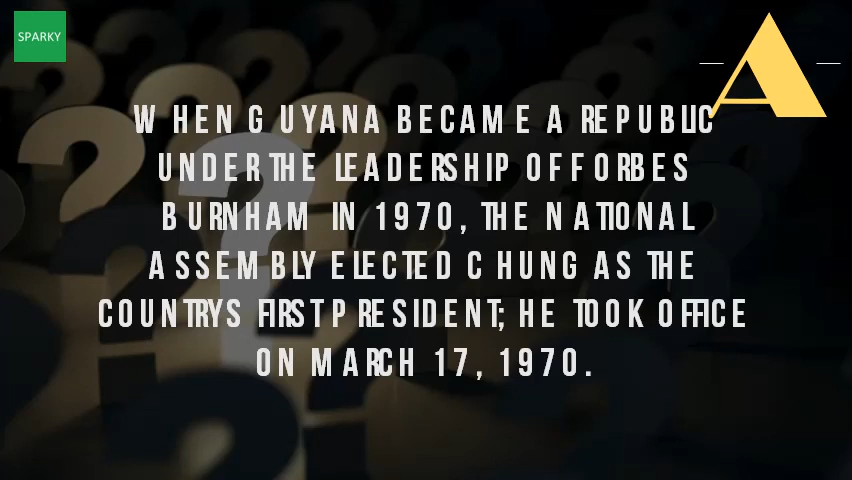 SPARKY
A
WHEN GUYANA BECAME A REPUBLIC
UNDER THE LEADERSHIP OF FORBES
BURNHAM IN 1970, THE NATIONAL
ASSEMBLY ELECTED CHUNG AS THE
COUNTRYS FIRST PRESIDENT; HE TOOK OFFICE
ON MARCH 17, 1970.